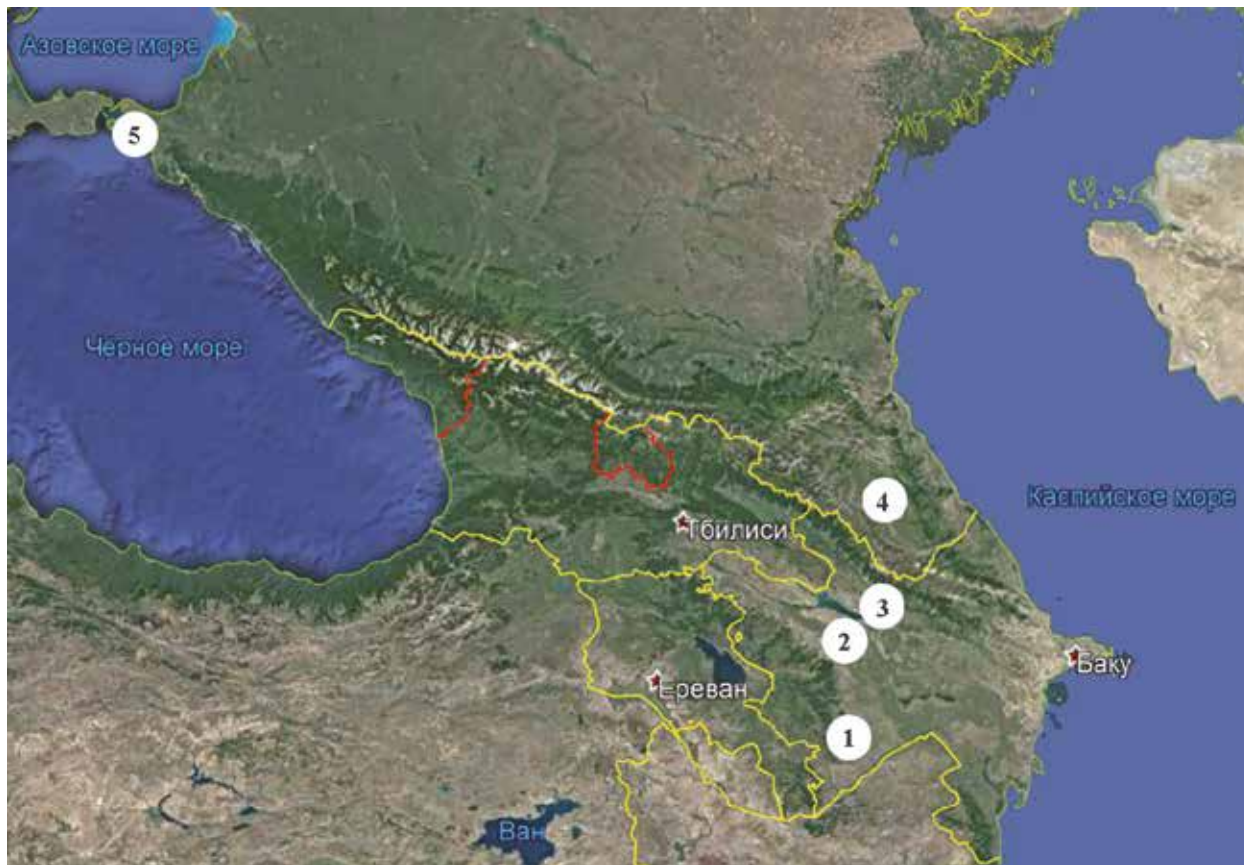 Азовское море
5
Черное море
4
Каспийское море
Тбилиси
3
2
Баку
Ереван
1
Ван